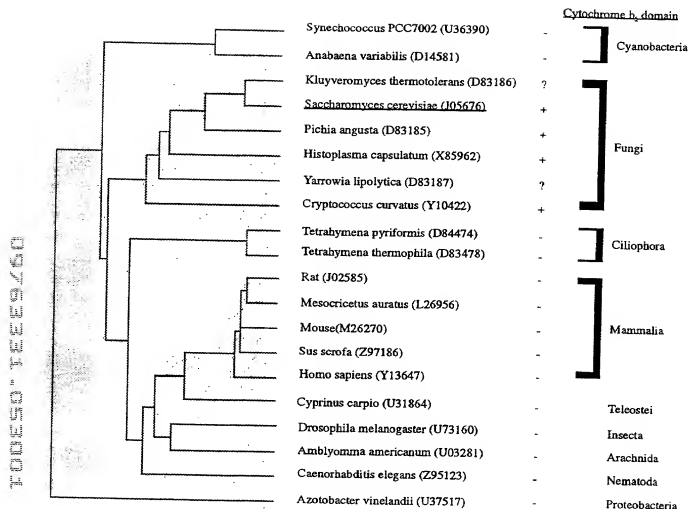 Cytochrome b₅ domain
Synechococcus PCC7002 (U36390) -
Anabaena variabilis (D14581) -
Cyanobacteria
Kluyveromyces thermotolerans (D83186) ?
Saccharomyces cerevisiae (J05676) +
Pichia angusta (D83185) +
Histoplasma capsulatum (X85962) +
Yarrowia lipolytica (D83187) ?
Cryptococcus curvatus (Y10422) +
Fungi
Tetrahymena pyriformis (D84474) -
Tetrahymena thermophila (D83478) -
Ciliophora
Rat (J02585) -
Mesocricetus auratus (L26956) -
Mouse(M26270) -
Sus scrofa (Z97186) -
Homo sapiens (Y13647) -
Mammalia
Cyprinus carpio (U31864) - Teleostei
Drosophila melanogaster (U73160) - Insecta
Amblyomma americanum (U03281) - Arachnida
Caenorhabditis elegans (Z95123) - Nematoda
Azotobacter vinelandii (U37517) - Proteobacteria